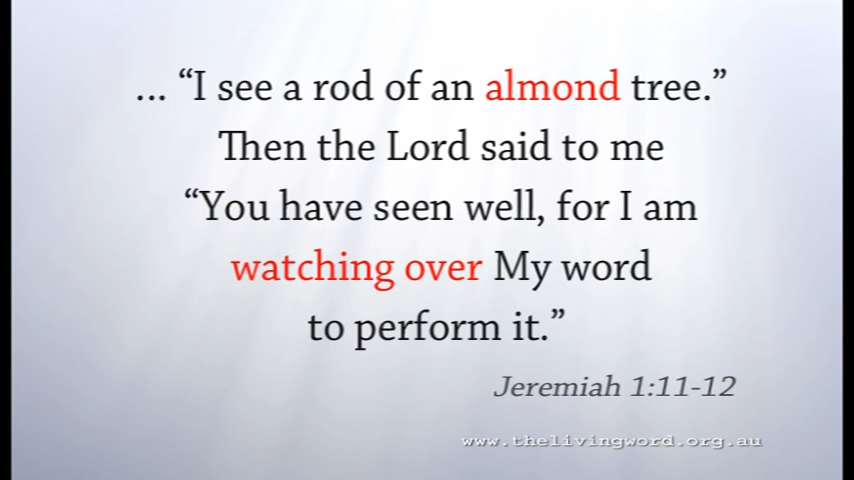 ... “I see a rod of an almond tree.”
Then the Lord said to me
“You have seen well, for I am
watching over My word
to perform it.”
Jeremiah 1:11-12
www.thelivingword.org.au